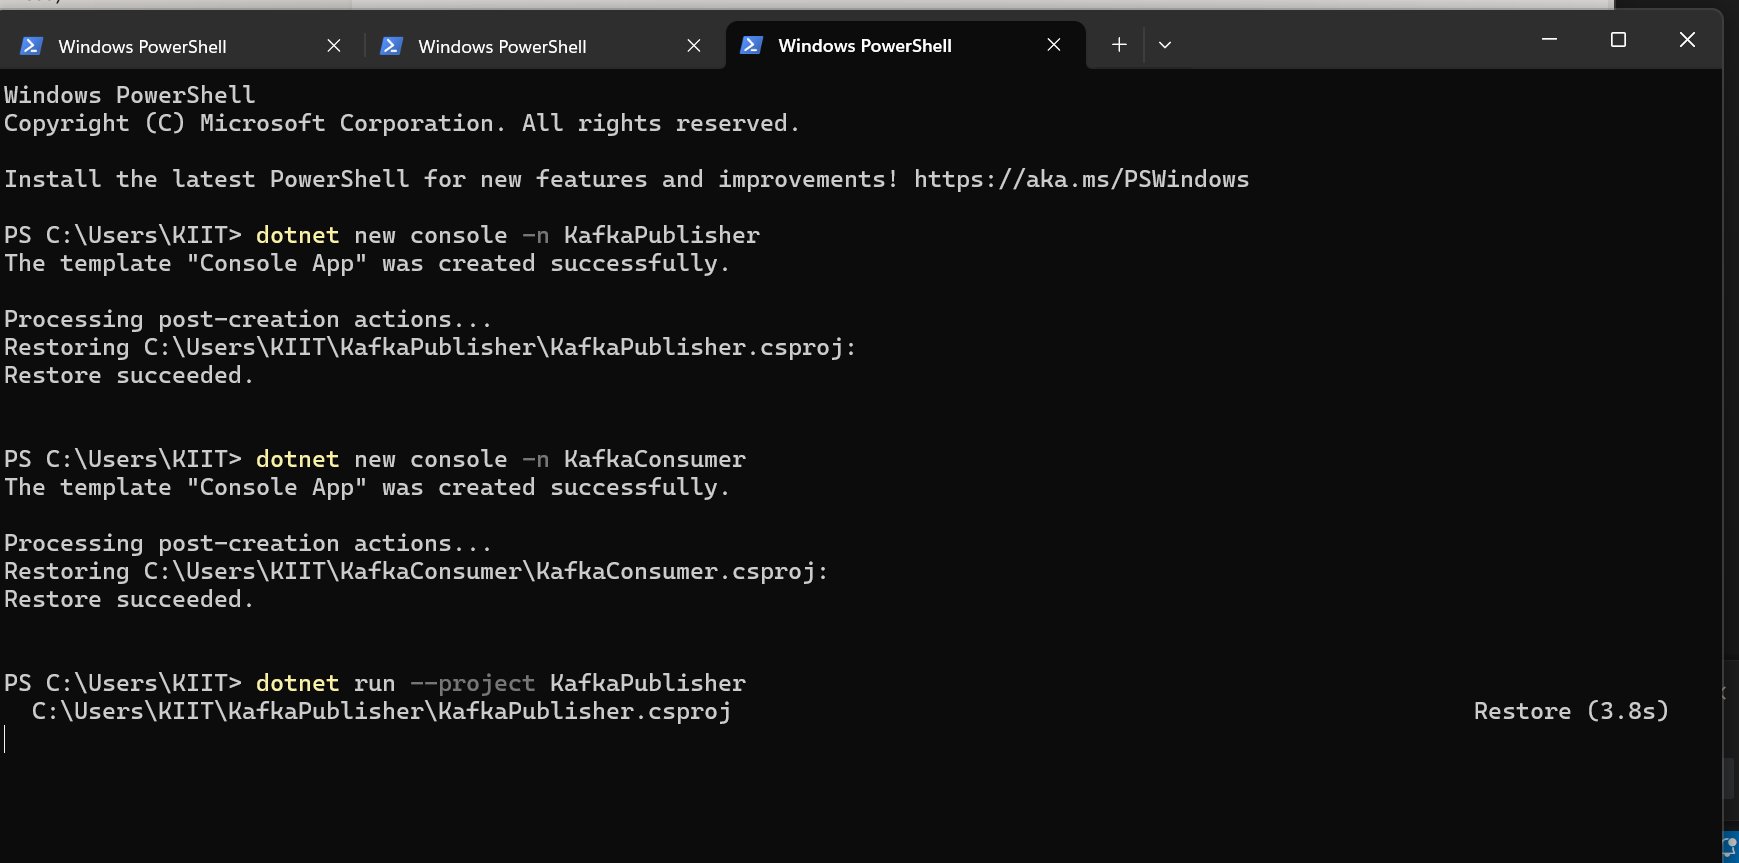 Windows PowerShell
Windows PowerShell
Windows PowerShell
Windows PowerShell
Copyright (C) Microsoft Corporation. All rights reserved.
Install the latest PowerShell for new features and improvements! https://aka.ms/PSWindows
PS C:\Users\KIIT> dotnet new console -n KafkaPublisher
The template "Console App" was created successfully.
Processing post-creation actions...
Restoring C:\Users\KIIT\KafkaPublisher\KafkaPublisher.csproj:
Restore succeeded.
PS C:\Users\KIIT> dotnet new console -n KafkaConsumer
The template "Console App" was created successfully.
Processing post-creation actions...
Restoring C:\Users\KIIT\KafkaConsumer\KafkaConsumer.csproj:
Restore succeeded.
PS C:\Users\KIIT> dotnet run --project KafkaPublisher
C:\Users\KIIT\KafkaPublisher\KafkaPublisher.csproj Restore (3.8s)